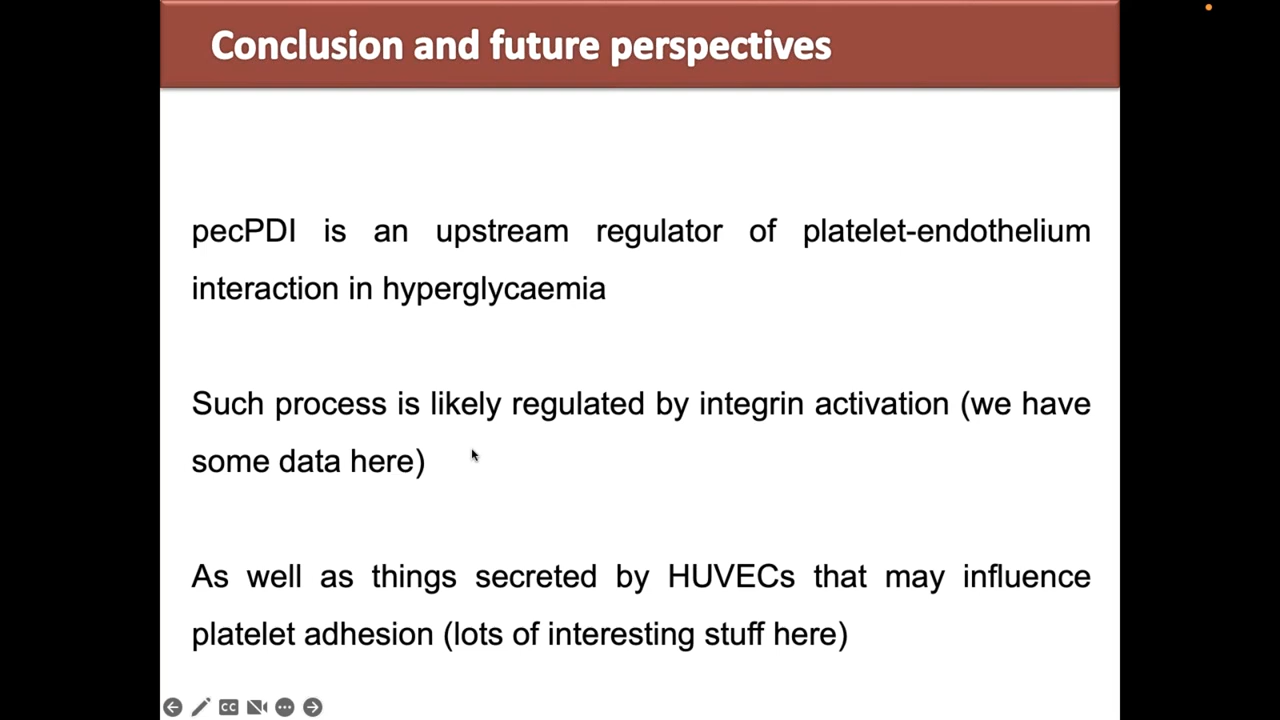 Conclusion and future perspectives
pecPDI is an upstream regulator of platelet-endothelium
interaction in hyperglycaemia
Such process is likely regulated by integrin activation (we have
some data here)
As well as things secreted by HUVECs that may influence
platelet adhesion (lots of interesting stuff here)
CC